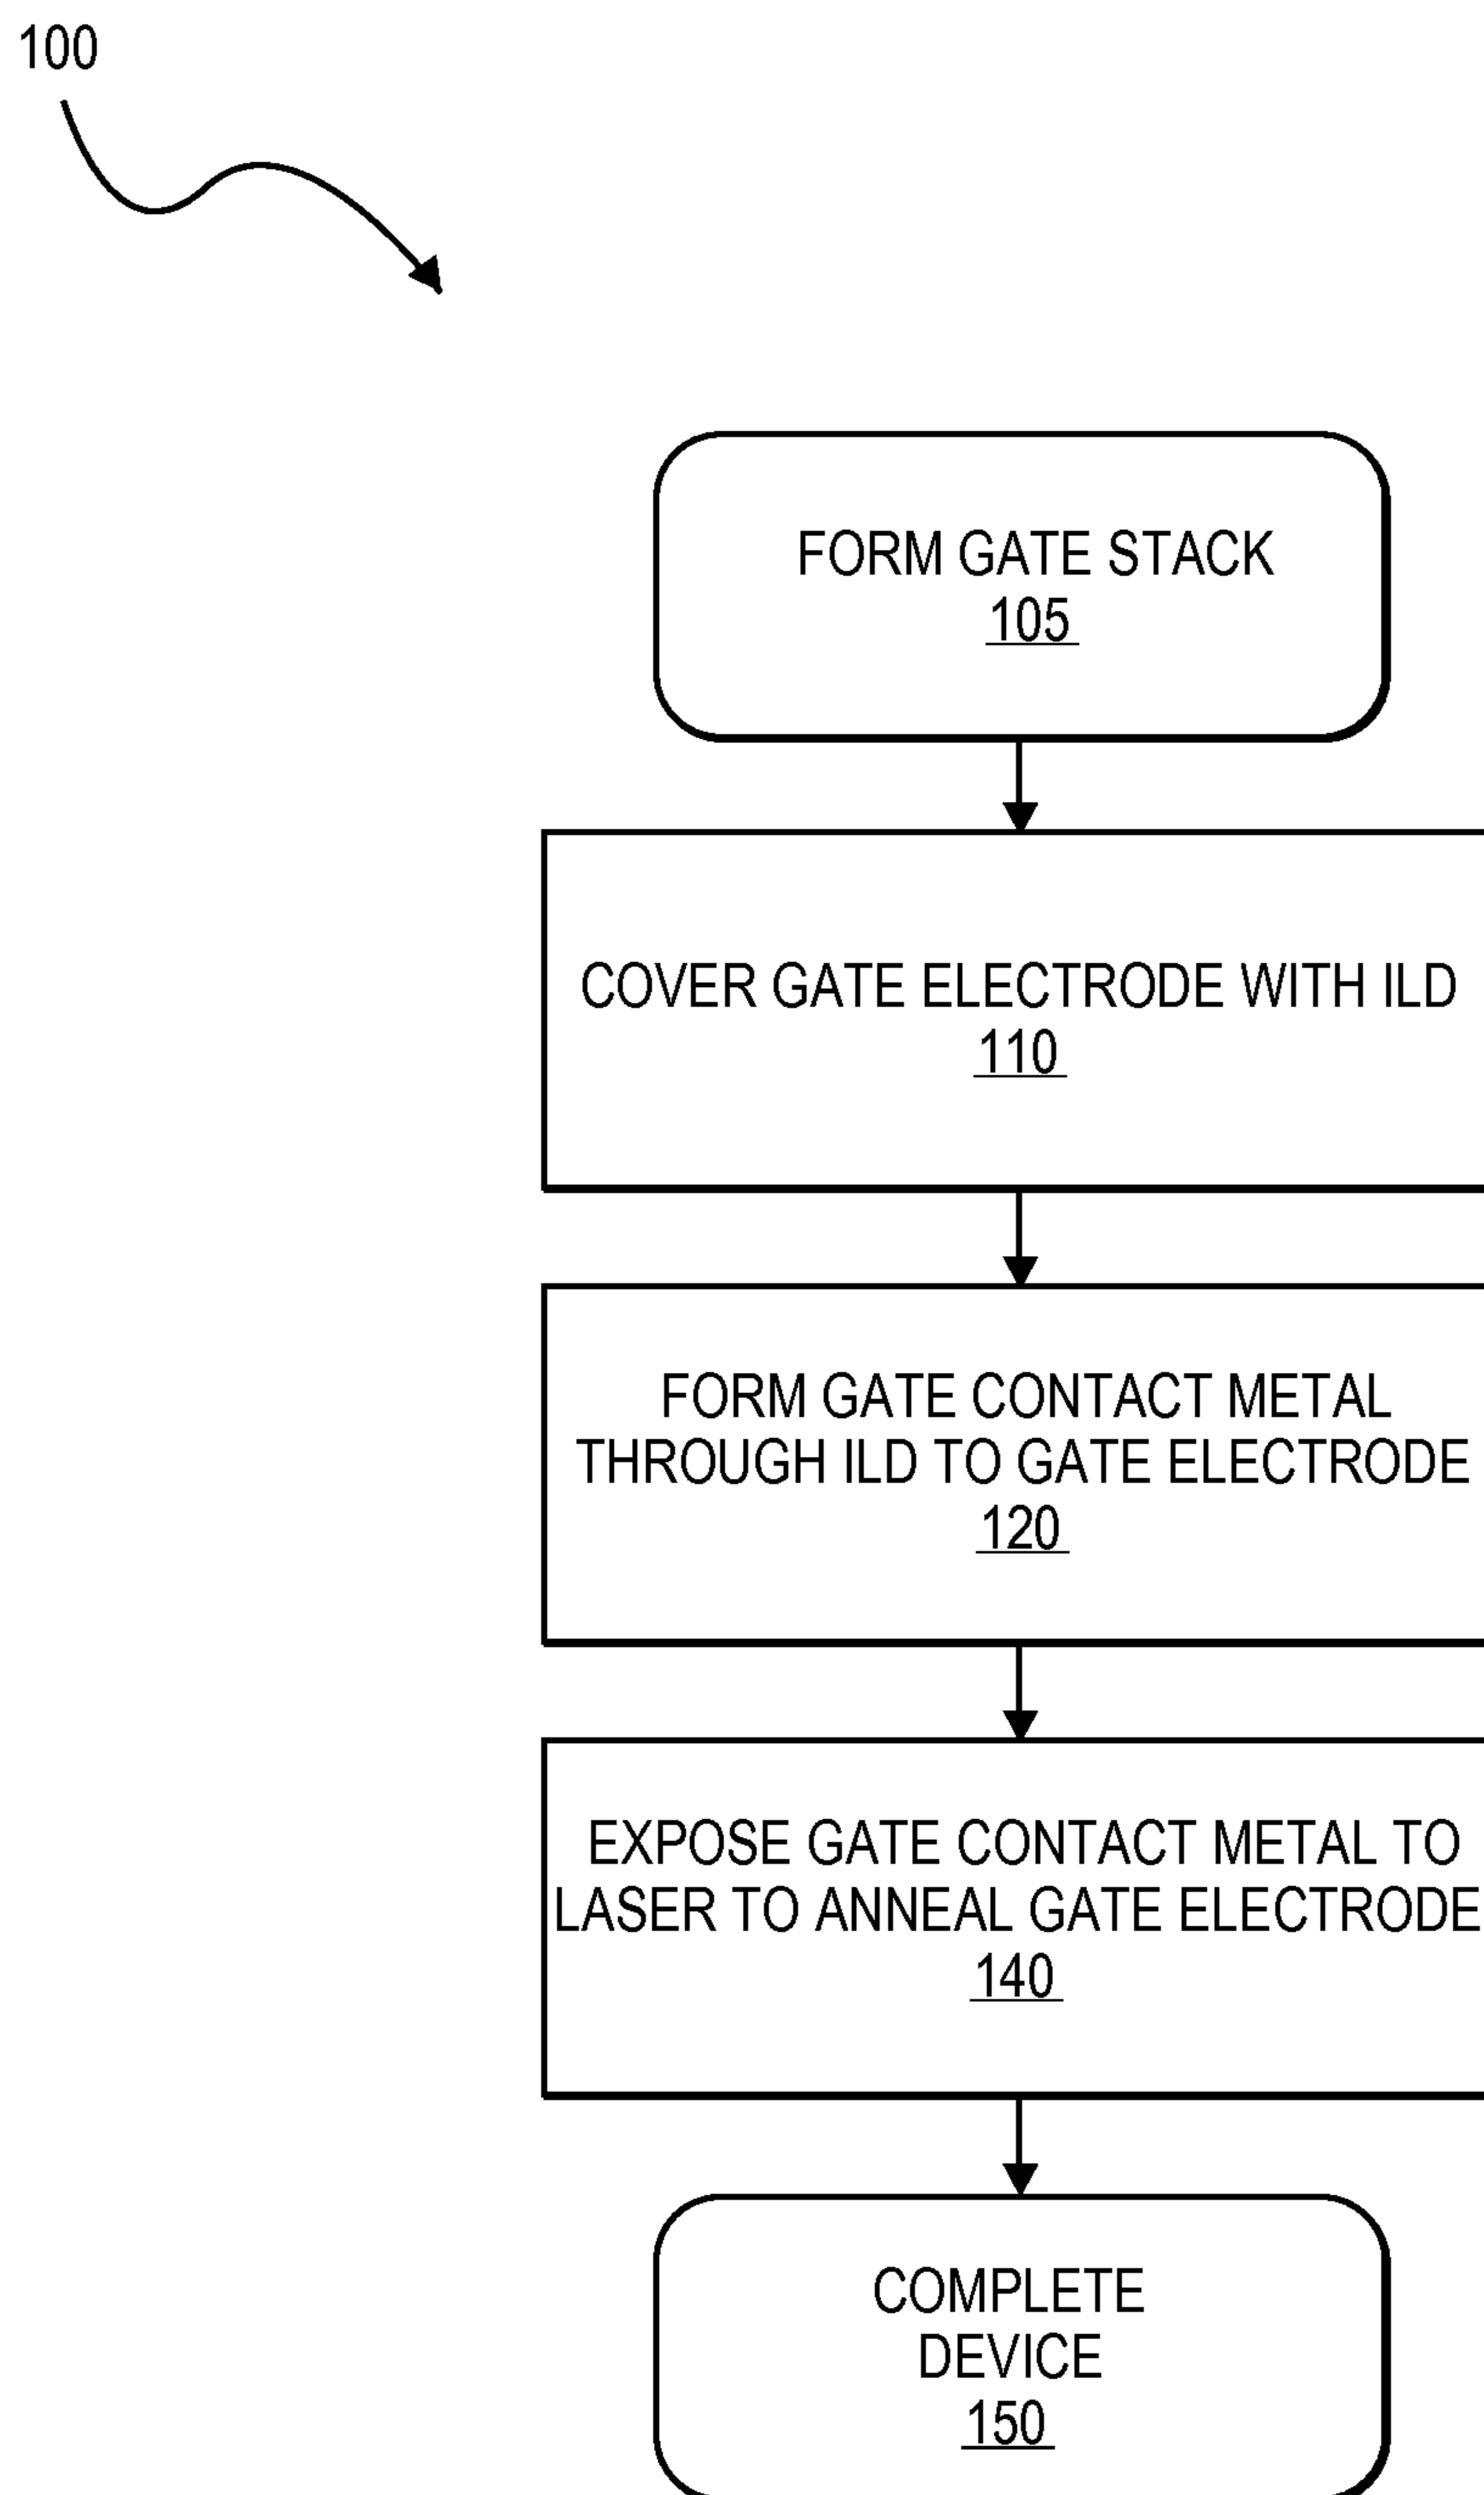 100
FORM GATE STACK
105
COVER GATE ELECTRODE WITH ILD
110
FORM GATE CONTACT METAL
THROUGH ILD TO GATE ELECTRODE
120
EXPOSE GATE CONTACT METAL TO
LASER TO ANNEAL GATE ELECTRODE
140
COMPLETE
DEVICE
150